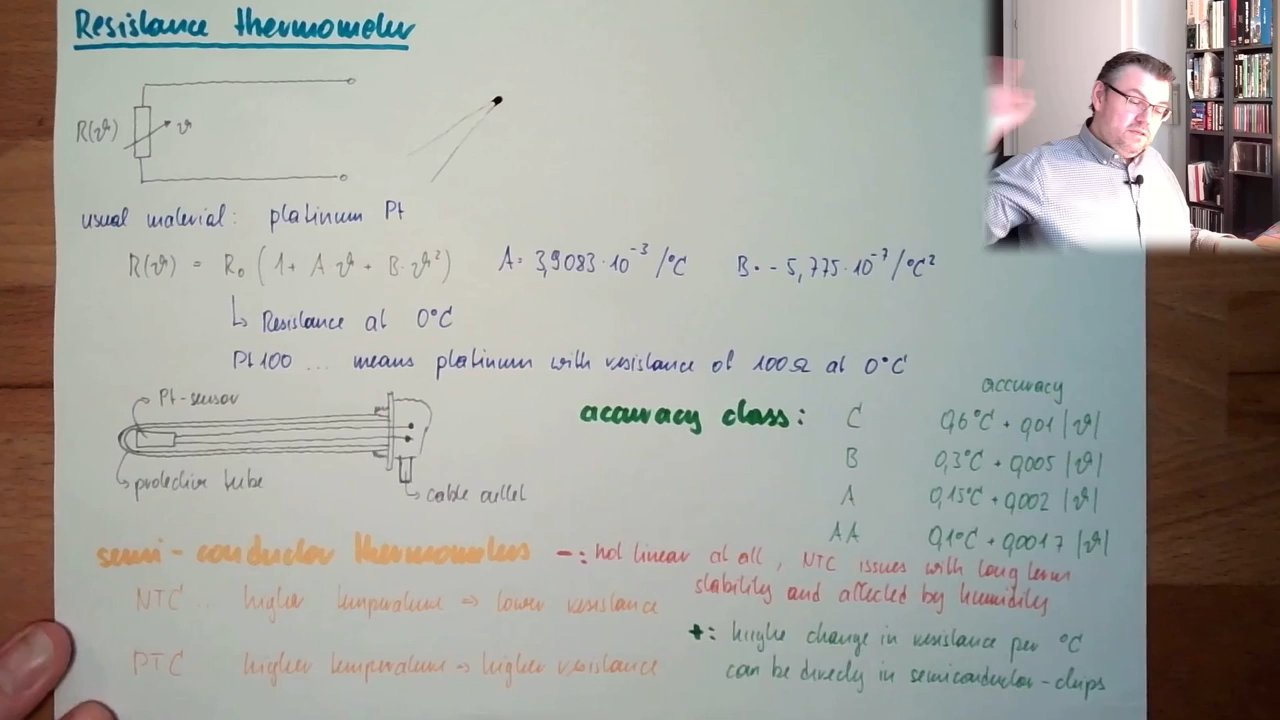 Resistance thermometer
R(ϑ) ϑ
usual material: platinum Pt
R(ϑ) = R₀ (1 + A·ϑ + B·ϑ²) A = 3,9083·10⁻³ /°C B = -5,775·10⁻⁷ /°C²
↳ Resistance at 0°C
Pt100 ... means platinum with resistance of 100Ω at 0°C
Pt-sensor
protective tube
cable outlet
accuracy
accuracy class: C 0,6°C + 0,01 |ϑ|
B 0,3°C + 0,005 |ϑ|
A 0,15°C + 0,002 |ϑ|
AA 0,1°C + 0,0017 |ϑ|
semi-conductor thermometers
-: not linear at all, NTC issues with long term
stability and affected by humidity
NTC ... higher temperature ⇒ lower resistance
PTC higher temperature ⇒ higher resistance
+: hughe change in resistance per °C
can be directly in semiconductor-chips